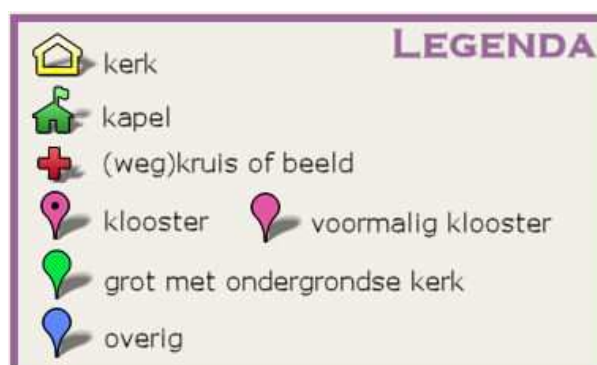 LEGENDA
kerk
kapel
(weg)kruis of beeld
klooster voormalig klooster
grot met ondergrondse kerk
overig